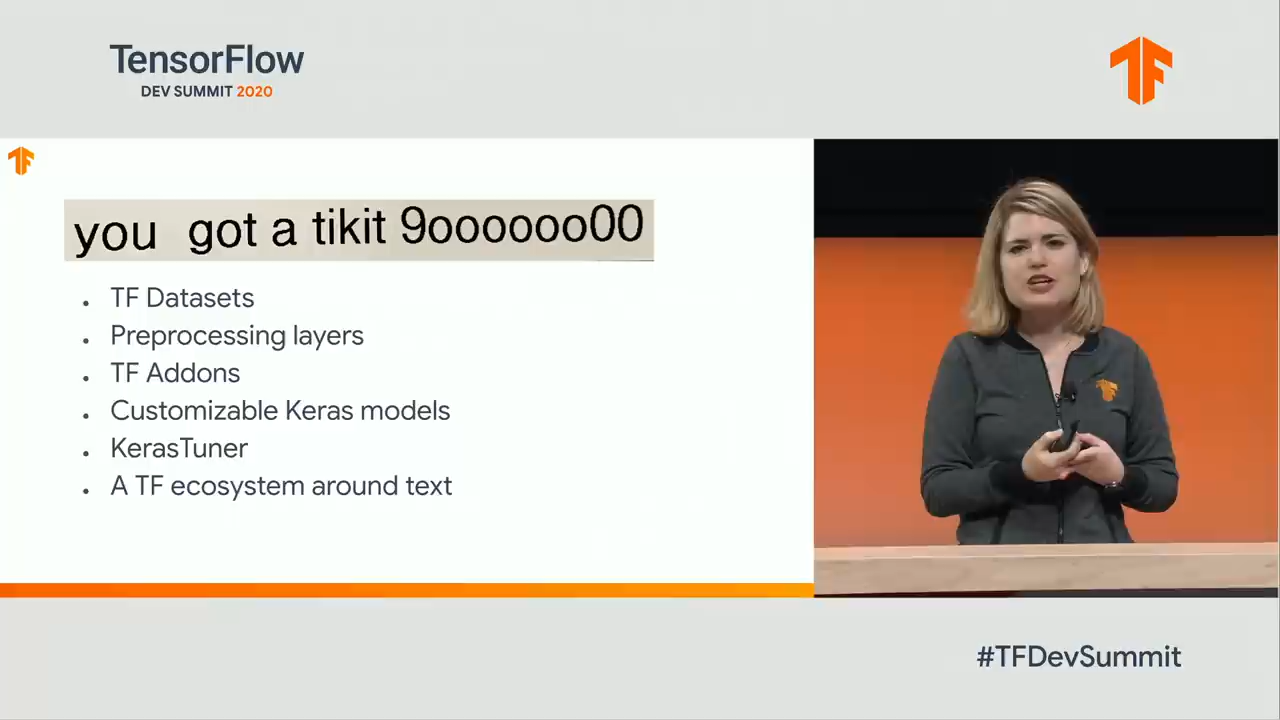 TensorFlow
DEV SUMMIT 2020
you got a tikit 9oooooo00
TF Datasets
Preprocessing layers
TF Addons
Customizable Keras models
KerasTuner
A TF ecosystem around text
#TFDevSummit